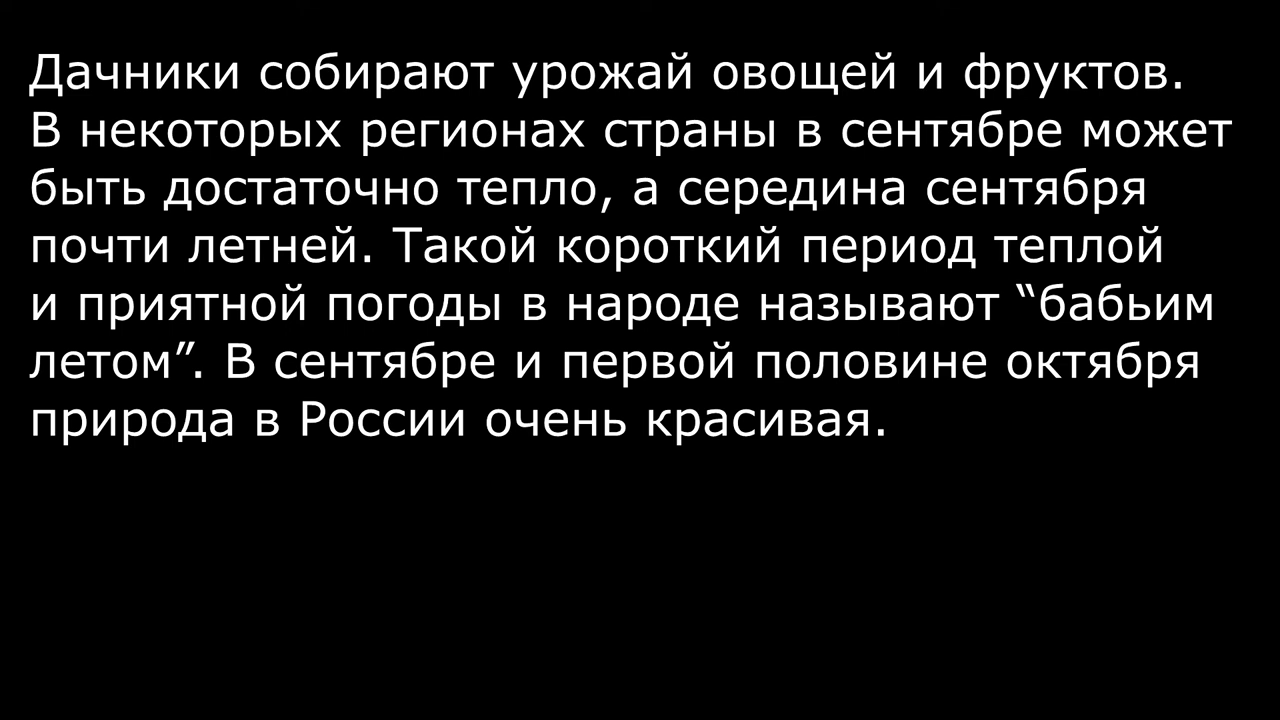 Дачники собирают урожай овощей и фруктов.
В некоторых регионах страны в сентябре может
быть достаточно тепло, а середина сентября
почти летней. Такой короткий период теплой
и приятной погоды в народе называют “бабьим
летом”. В сентябре и первой половине октября
природа в России очень красивая.